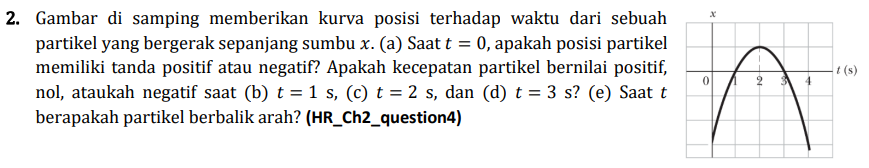 2. Gambar di samping memberikan kurva posisi terhadap waktu dari sebuah
partikel yang bergerak sepanjang sumbu x. (a) Saat t = 0, apakah posisi partikel
memiliki tanda positif atau negatif? Apakah kecepatan partikel bernilai positif,
nol, ataukah negatif saat (b) t = 1 s, (c) t = 2 s, dan (d) t = 3 s? (e) Saat t
berapakah partikel berbalik arah? (HR_Ch2_question4)
x
t (s)
0 1 2 3 4